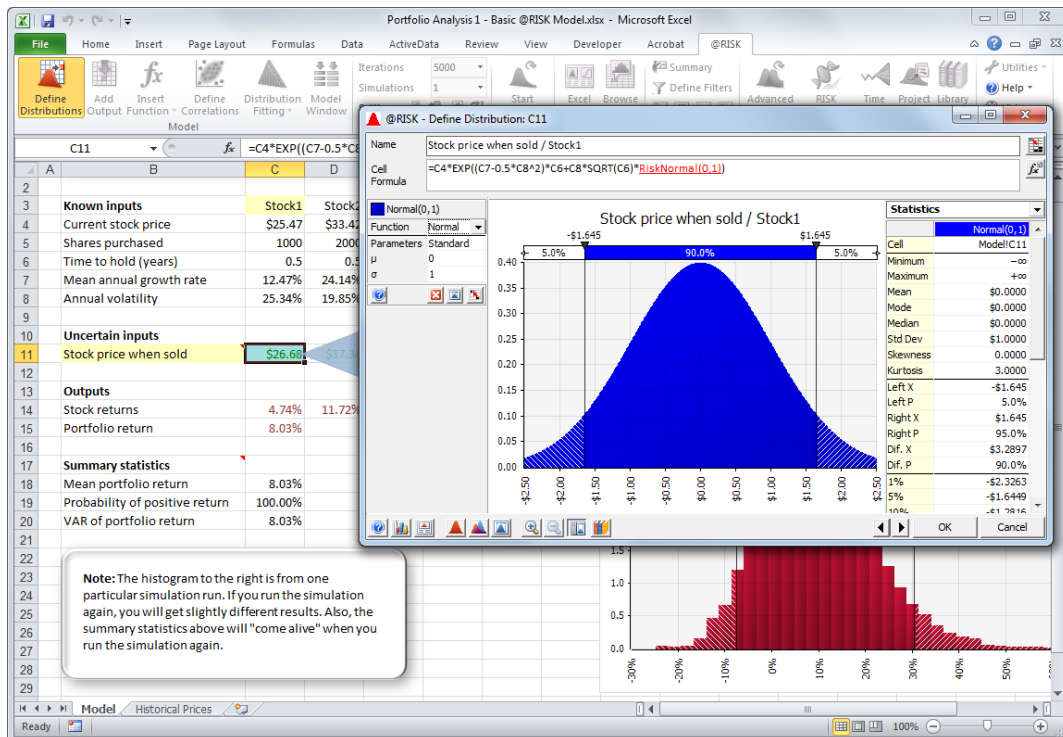 Portfolio Analysis 1 - Basic @RISK Model.xlsx - Microsoft Excel
File Home Insert Page Layout Formulas Data ActiveData Review View Developer Acrobat @RISK
Define Distributions
Add Output
Insert Function
Define Correlations
Distribution Fitting
Model Window
Model
Iterations 5000
Simulations 1
Start
Excel
Browse
Summary
Define Filters
Advanced
RISK
Time
Project
Library
Utilities
Help
C11 fx =C4*EXP((C7-0.5*C8
A B C D
2
3 Known inputs Stock1 Stock2
4 Current stock price $25.47 $33.42
5 Shares purchased 1000 2000
6 Time to hold (years) 0.5 0.5
7 Mean annual growth rate 12.47% 24.14%
8 Annual volatility 25.34% 19.85%
9
10 Uncertain inputs
11 Stock price when sold $26.68
12
13 Outputs
14 Stock returns 4.74% 11.72%
15 Portfolio return 8.03%
16
17 Summary statistics
18 Mean portfolio return 8.03%
19 Probability of positive return 100.00%
20 VAR of portfolio return 8.03%
21
22
23
24
25
26
27
28
29
Note: The histogram to the right is from one
particular simulation run. If you run the simulation
again, you will get slightly different results. Also, the
summary statistics above will "come alive" when you
run the simulation again.
@RISK - Define Distribution: C11
Name Stock price when sold / Stock1
Cell Formula =C4*EXP((C7-0.5*C8^2)*C6+C8*SQRT(C6)*RiskNormal(0,1))
fx
Normal(0,1)
Function Normal
Parameters Standard
μ 0
σ 1
Stock price when sold / Stock1
-$1.645 $1.645
5.0% 90.0% 5.0%
0.40
0.35
0.30
0.25
0.20
0.15
0.10
0.05
0.00
-$2.50 -$2.00 -$1.50 -$1.00 -$0.50 $0.00 $0.50 $1.00 $1.50 $2.00 $2.50
Statistics
Normal(0,1)
Cell Model!C11
Minimum −∞
Maximum +∞
Mean $0.0000
Mode $0.0000
Median $0.0000
Std Dev $1.0000
Skewness 0.0000
Kurtosis 3.0000
Left X -$1.645
Left P 5.0%
Right X $1.645
Right P 95.0%
Dif. X $3.2897
Dif. P 90.0%
1% -$2.3263
5% -$1.6449
10% -$1.2816
OK Cancel
1.5
1.0
0.5
0.0
-30% -20% -10% 0% 10% 20% 30% 40% 50%
Model Historical Prices
Ready 100%